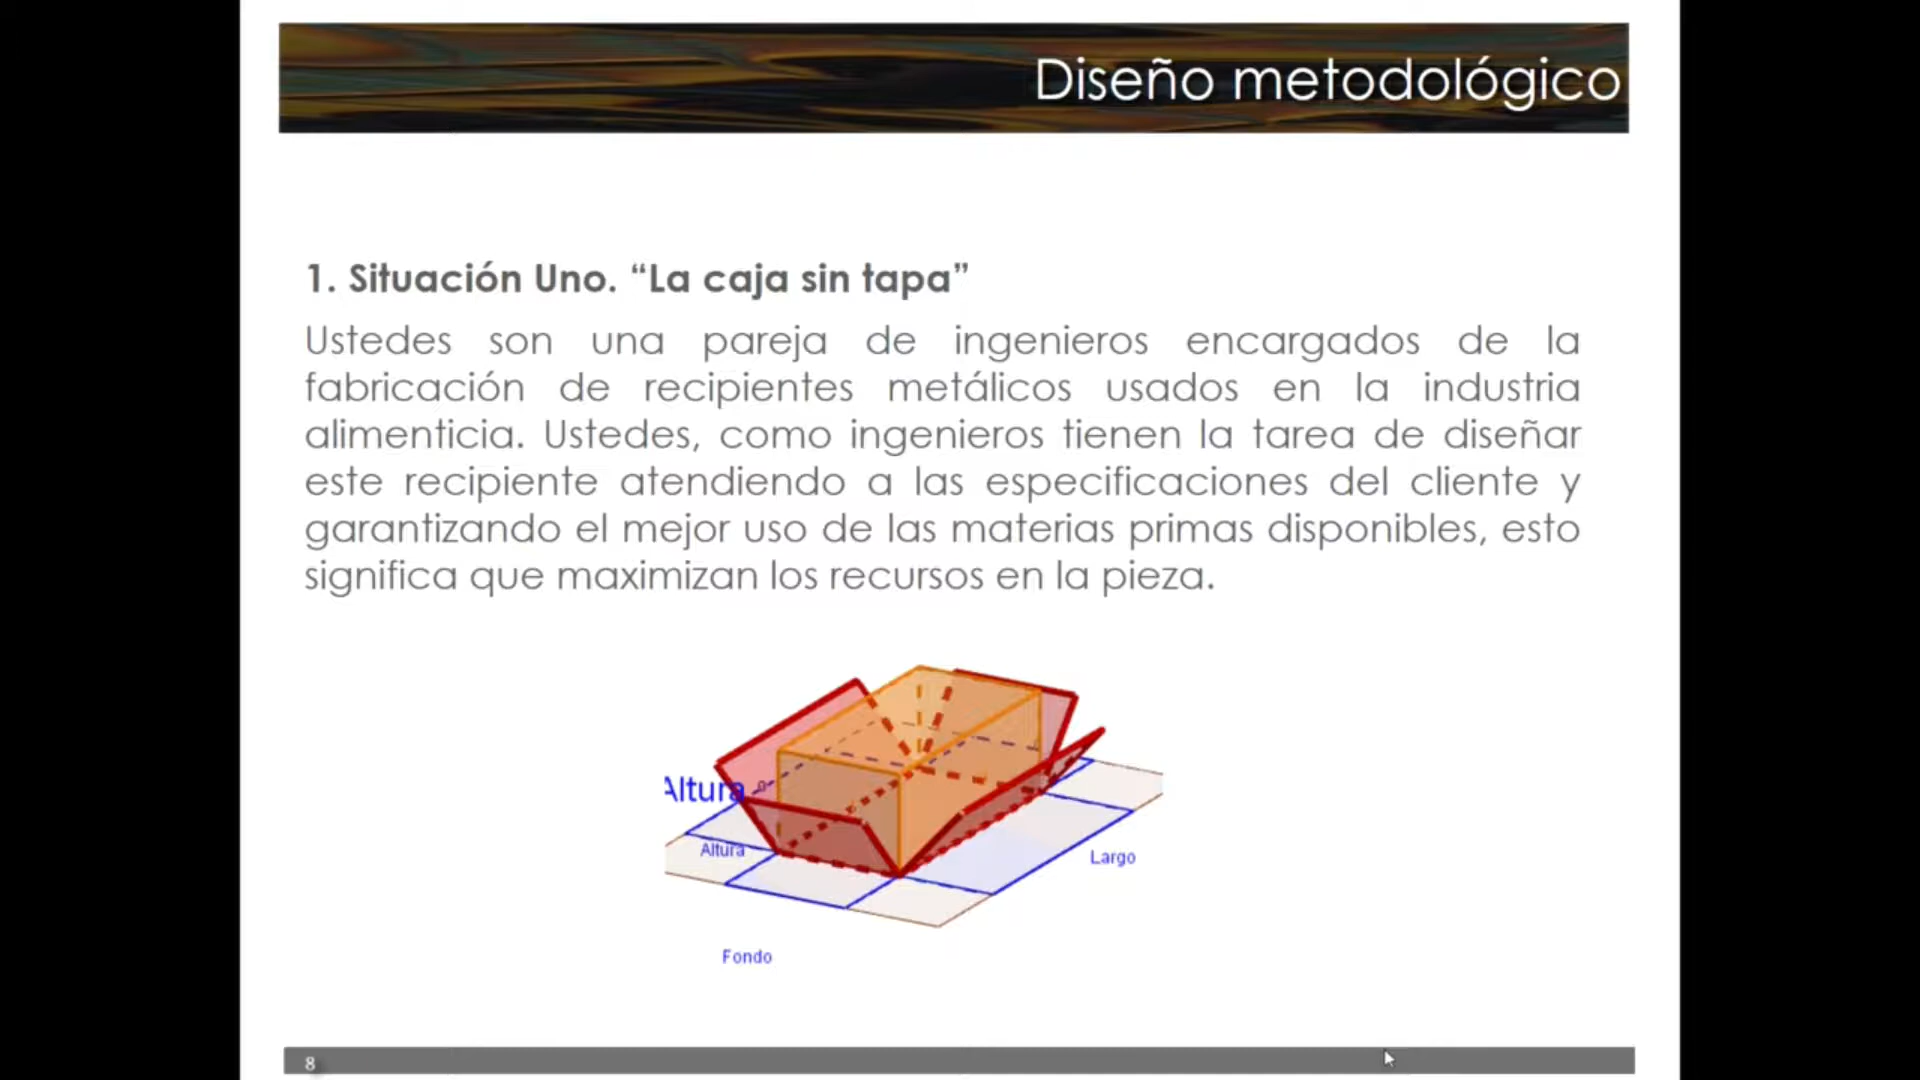 Diseño metodológico
1. Situación Uno. “La caja sin tapa”
Ustedes son una pareja de ingenieros encargados de la
fabricación de recipientes metálicos usados en la industria
alimenticia. Ustedes, como ingenieros tienen la tarea de diseñar
este recipiente atendiendo a las especificaciones del cliente y
garantizando el mejor uso de las materias primas disponibles, esto
significa que maximizan los recursos en la pieza.
Altura
Altura
Largo
Fondo
8